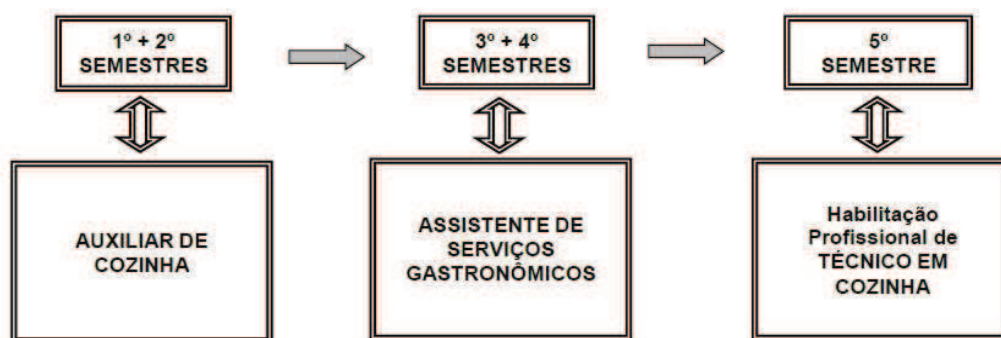 1º + 2º
SEMESTRES
3º + 4º
SEMESTRES
5º
SEMESTRE
AUXILIAR DE
COZINHA
ASSISTENTE DE
SERVIÇOS
GASTRONÔMICOS
Habilitação
Profissional de
TÉCNICO EM
COZINHA